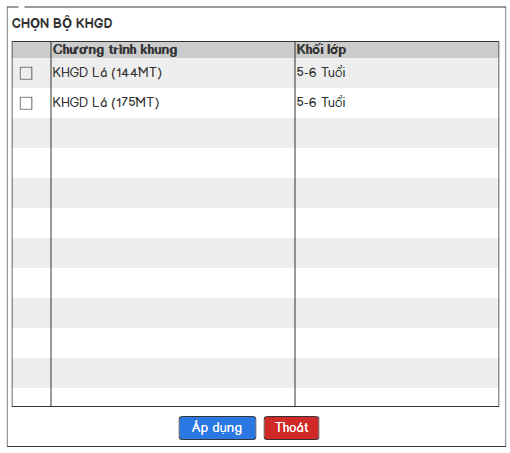 CHỌN BỘ KHGD
Chương trình khung Khối lớp
KHGD Lá (144MT) 5-6 Tuổi
KHGD Lá (175MT) 5-6 Tuổi
Áp dụng Thoát